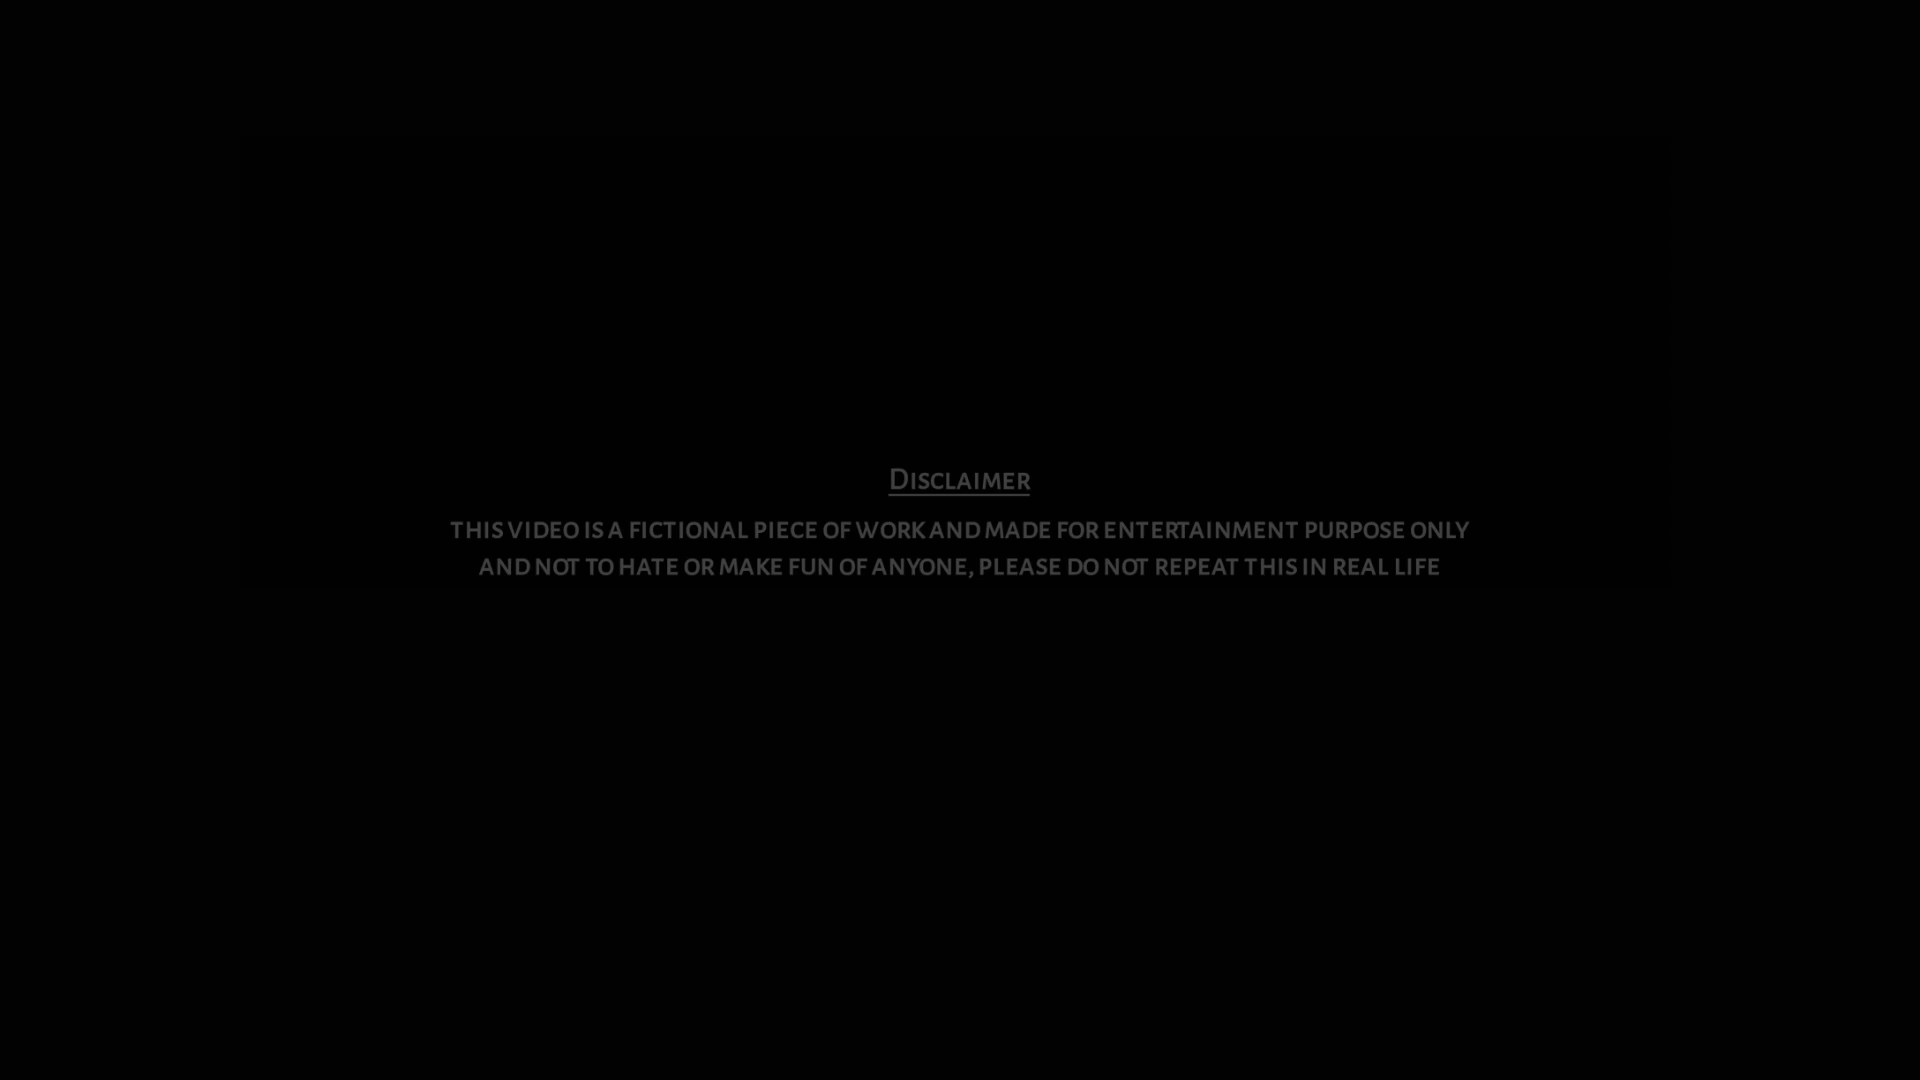 Disclaimer
THIS VIDEO IS A FICTIONAL PIECE OF WORK AND MADE FOR ENTERTAINMENT PURPOSE ONLY
AND NOT TO HATE OR MAKE FUN OF ANYONE, PLEASE DO NOT REPEAT THIS IN REAL LIFE